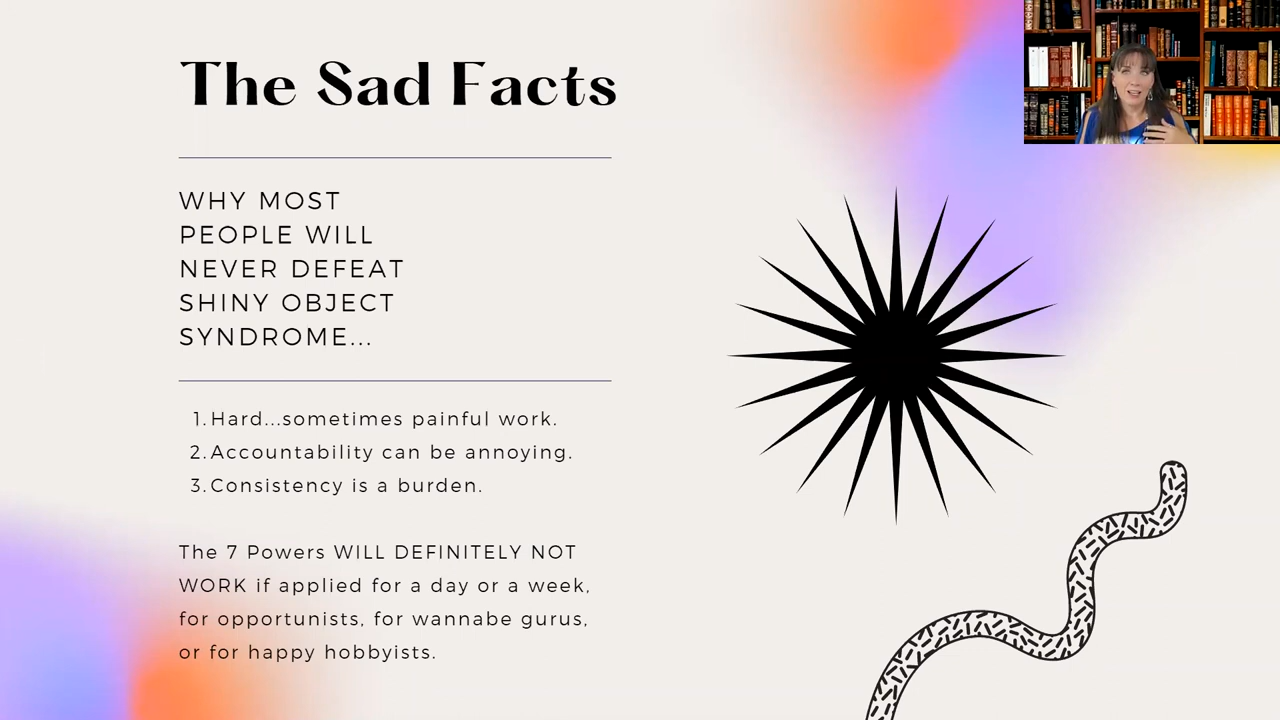 The Sad Facts
WHY MOST
PEOPLE WILL
NEVER DEFEAT
SHINY OBJECT
SYNDROME...
1. Hard...sometimes painful work.
2. Accountability can be annoying.
3. Consistency is a burden.
The 7 Powers WILL DEFINITELY NOT
WORK if applied for a day or a week,
for opportunists, for wannabe gurus,
or for happy hobbyists.